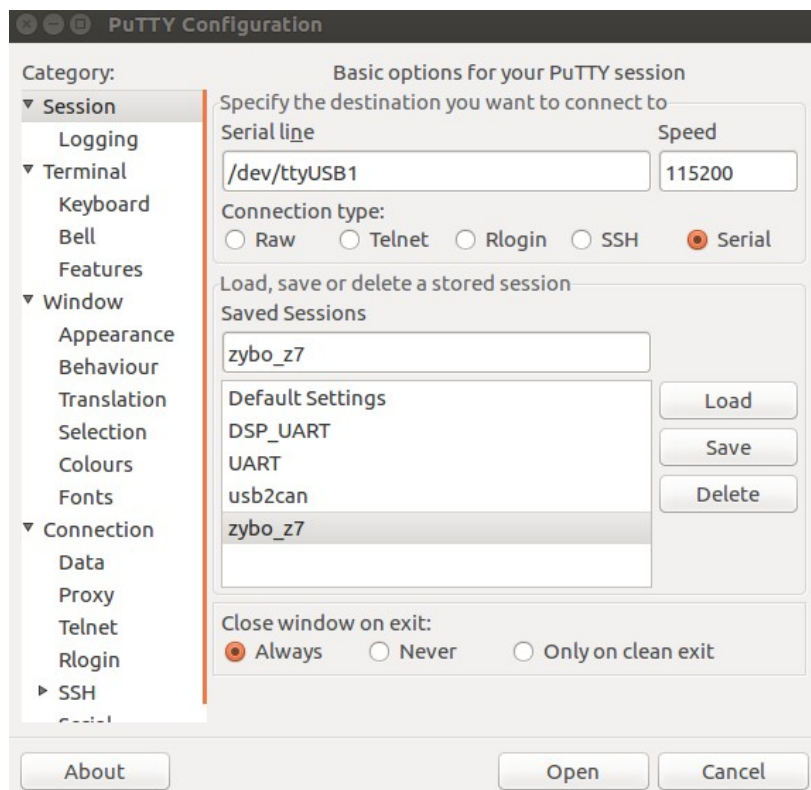 PuTTY Configuration
Category:
Session
Logging
Terminal
Keyboard
Bell
Features
Window
Appearance
Behaviour
Translation
Selection
Colours
Fonts
Connection
Data
Proxy
Telnet
Rlogin
SSH
Serial
Basic options for your PuTTY session
Specify the destination you want to connect to
Serial line Speed
/dev/ttyUSB1 115200
Connection type:
Raw Telnet Rlogin SSH Serial
Load, save or delete a stored session
Saved Sessions
zybo_z7
Default Settings
DSP_UART
UART
usb2can
zybo_z7
Load
Save
Delete
Close window on exit:
Always Never Only on clean exit
About Open Cancel